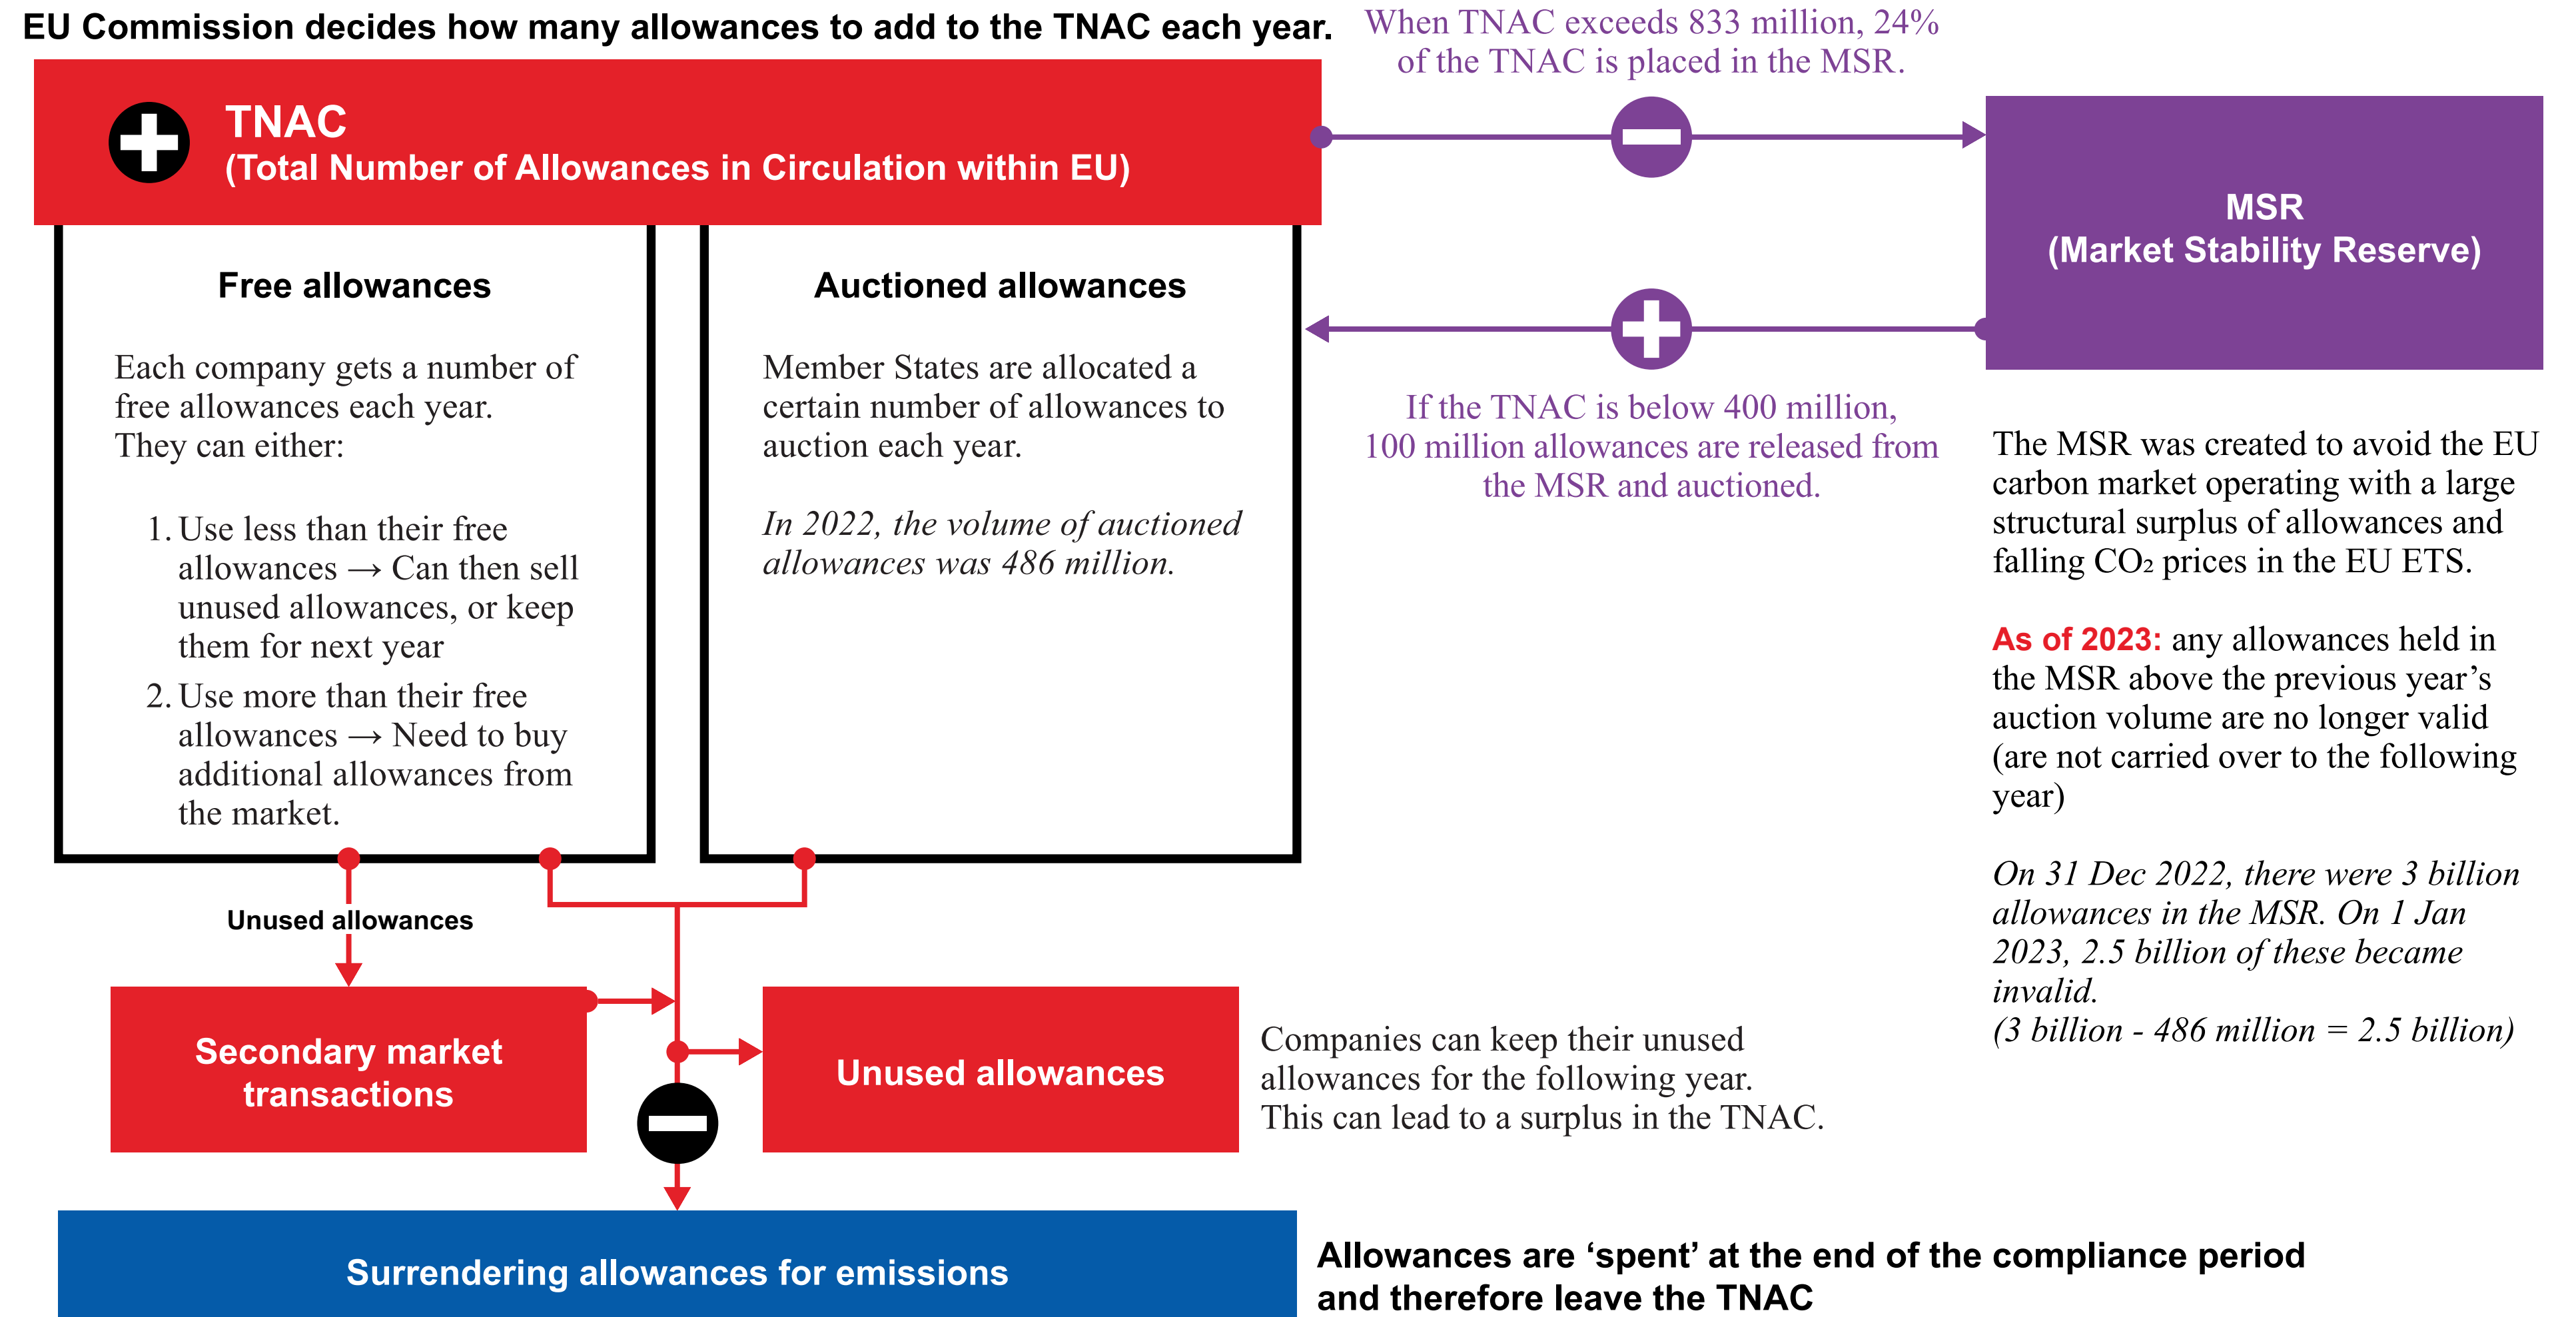 EU Commission decides how many allowances to add to the TNAC each year.
When TNAC exceeds 833 million, 24%
of the TNAC is placed in the MSR.
TNAC
(Total Number of Allowances in Circulation within EU)
MSR
(Market Stability Reserve)
Free allowances
Each company gets a number of
free allowances each year.
They can either:
1. Use less than their free
allowances → Can then sell
unused allowances, or keep
them for next year
2. Use more than their free
allowances → Need to buy
additional allowances from
the market.
Auctioned allowances
Member States are allocated a
certain number of allowances to
auction each year.
In 2022, the volume of auctioned
allowances was 486 million.
If the TNAC is below 400 million,
100 million allowances are released from
the MSR and auctioned.
The MSR was created to avoid the EU
carbon market operating with a large
structural surplus of allowances and
falling CO₂ prices in the EU ETS.
As of 2023: any allowances held in
the MSR above the previous year’s
auction volume are no longer valid
(are not carried over to the following
year)
On 31 Dec 2022, there were 3 billion
allowances in the MSR. On 1 Jan
2023, 2.5 billion of these became
invalid.
(3 billion - 486 million = 2.5 billion)
Unused allowances
Secondary market
transactions
Unused allowances
Companies can keep their unused
allowances for the following year.
This can lead to a surplus in the TNAC.
Surrendering allowances for emissions
Allowances are ‘spent’ at the end of the compliance period
and therefore leave the TNAC